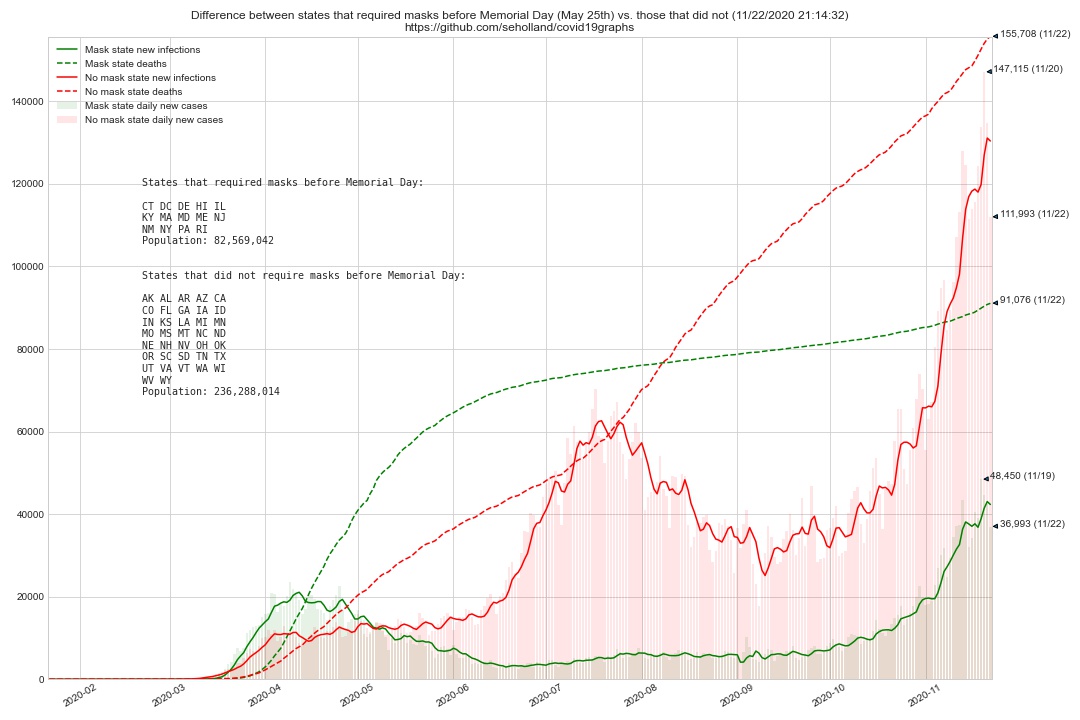 Difference between states that required masks before Memorial Day (May 25th) vs. those that did not (11/22/2020 21:14:32)
https://github.com/seholland/covid19graphs
Mask state new infections
Mask state deaths
No mask state new infections
No mask state deaths
Mask state daily new cases
No mask state daily new cases
States that required masks before Memorial Day:
CT DC DE HI IL
KY MA MD ME NJ
NM NY PA RI
Population: 82,569,042
States that did not require masks before Memorial Day:
AK AL AR AZ CA
CO FL GA IA ID
IN KS LA MI MN
MO MS MT NC ND
NE NH NV OH OK
OR SC SD TN TX
UT VA VT WA WI
WV WY
Population: 236,288,014
155,708 (11/22)
147,115 (11/20)
111,993 (11/22)
91,076 (11/22)
48,450 (11/19)
36,993 (11/22)
140000
120000
100000
80000
60000
40000
20000
0
2020-02
2020-03
2020-04
2020-05
2020-06
2020-07
2020-08
2020-09
2020-10
2020-11